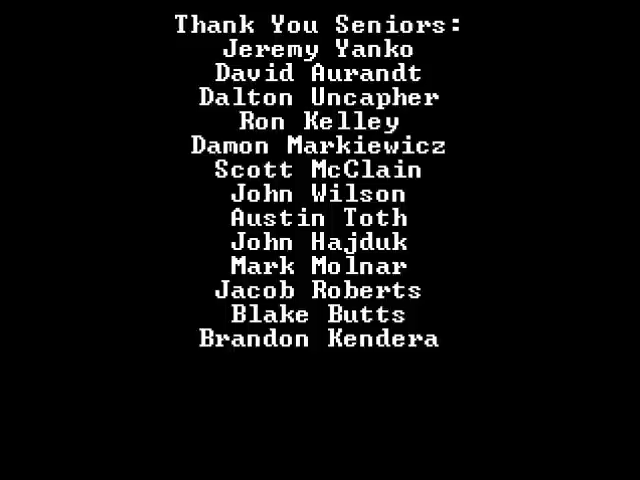 Thank You Seniors:
Jeremy Yanko
David Aurandt
Dalton Uncapher
Ron Kelley
Damon Markiewicz
Scott McClain
John Wilson
Austin Toth
John Hajduk
Mark Molnar
Jacob Roberts
Blake Butts
Brandon Kendera